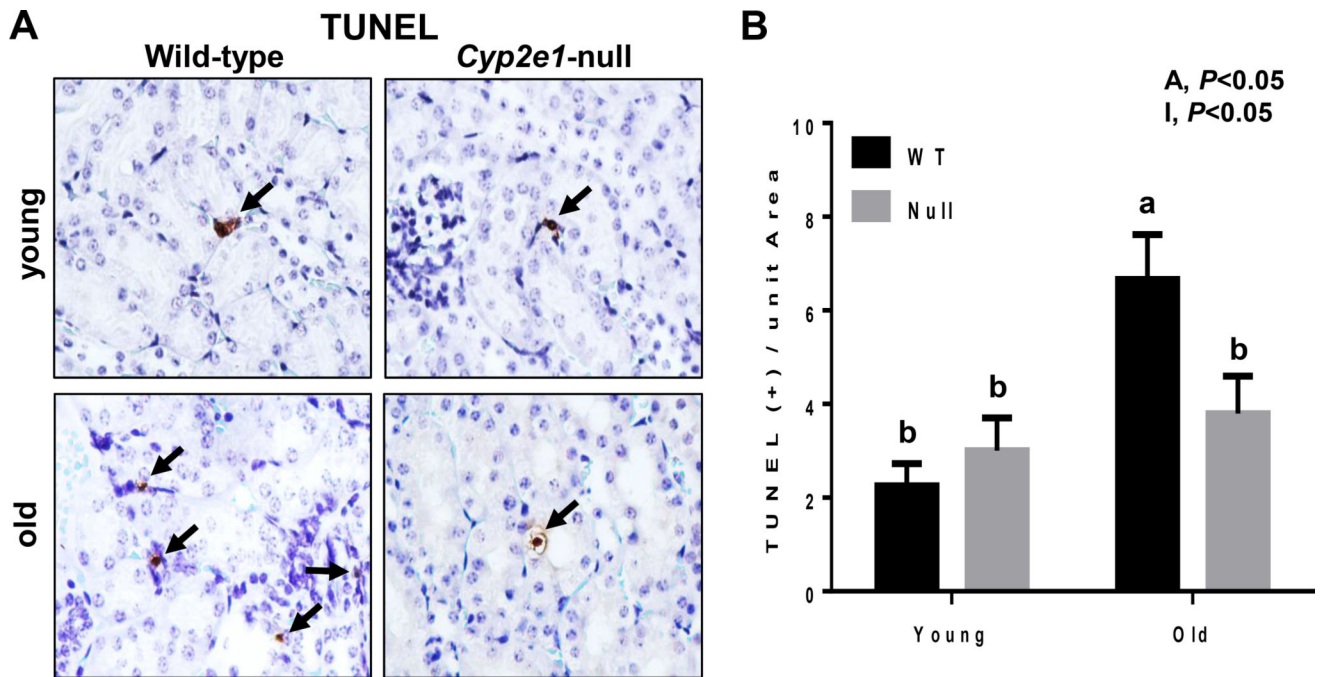 A
TUNEL
Wild-type
Cyp2e1-null
young
old
B
A, P<0.05
I, P<0.05
TUNEL (+) / unit Area
10
8
6
4
2
0
WT
Null
b
b
a
b
Young
Old